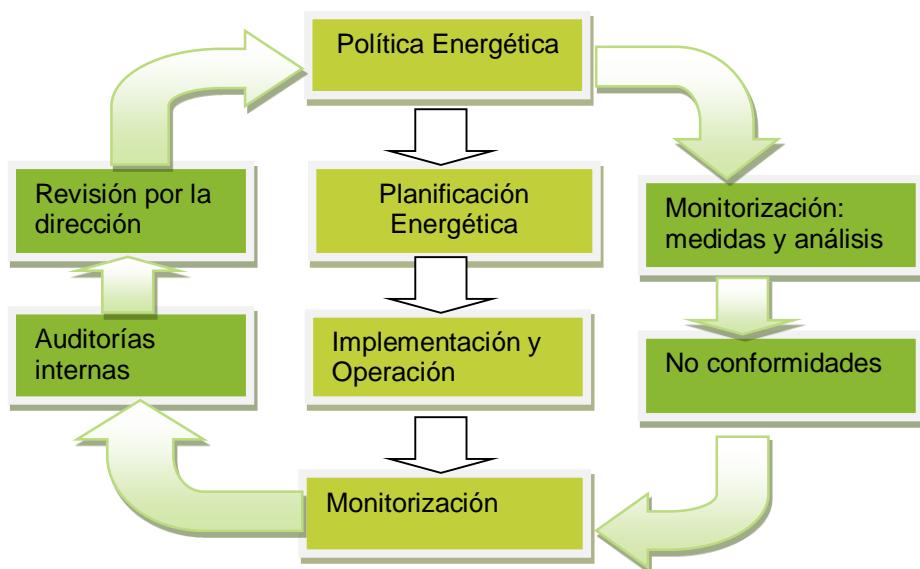 Política Energética
Revisión por la
dirección
Planificación
Energética
Monitorización:
medidas y análisis
Auditorías
internas
Implementación y
Operación
No conformidades
Monitorización